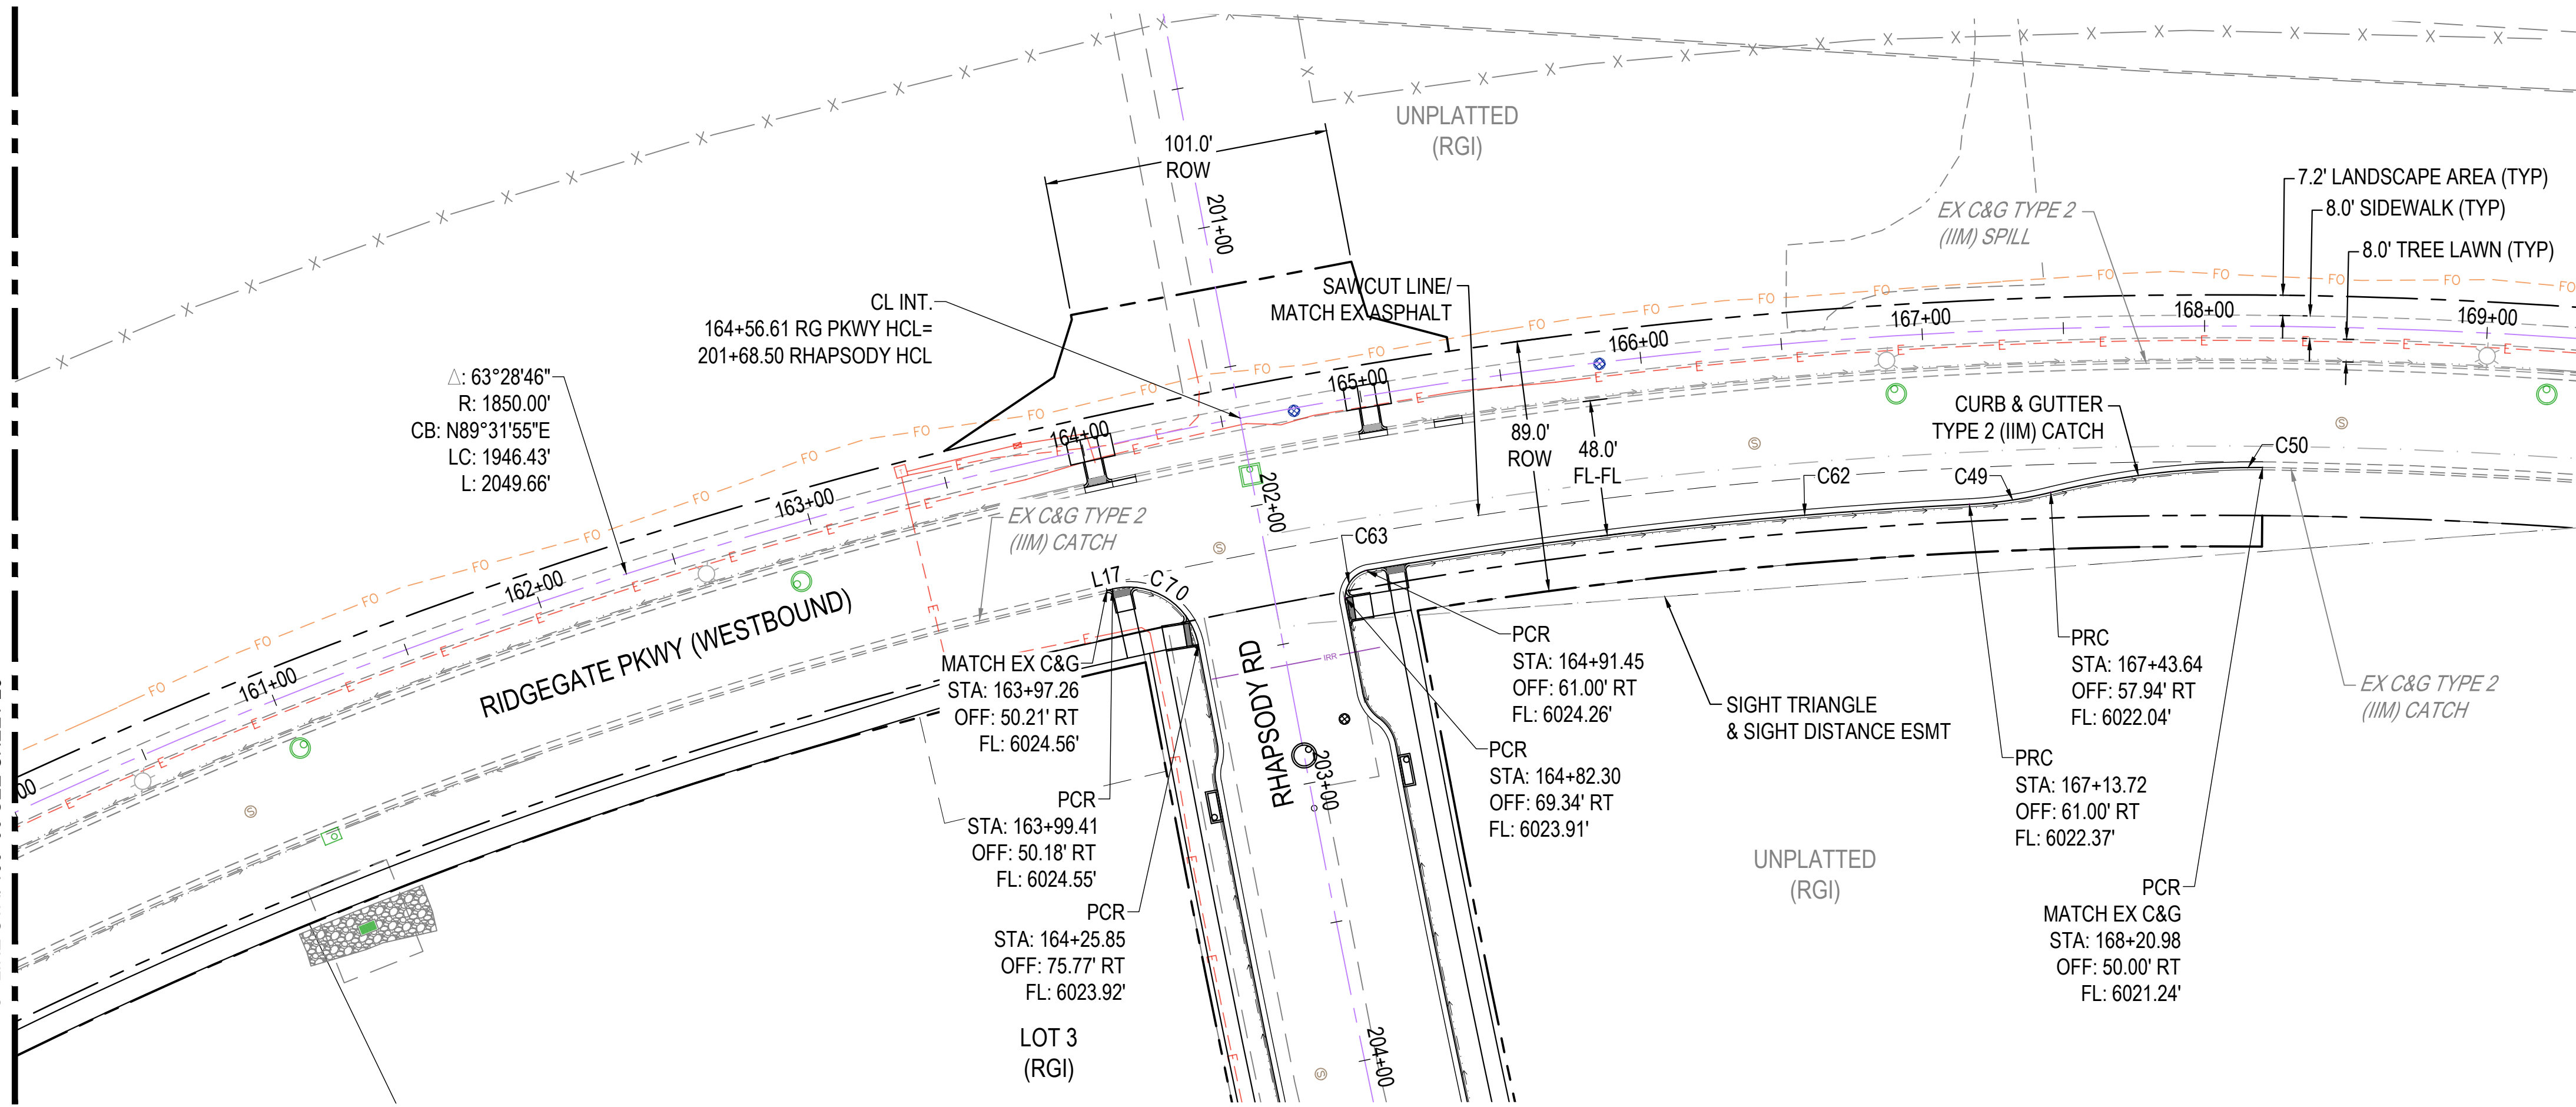 UNPLATTED
(RGI)
101.0'
ROW
201+00
7.2' LANDSCAPE AREA (TYP)
8.0' SIDEWALK (TYP)
8.0' TREE LAWN (TYP)
EX C&G TYPE 2
(IIM) SPILL
CL INT.
164+56.61 RG PKWY HCL=
201+68.50 RHAPSODY HCL
SAWCUT LINE/
MATCH EX ASPHALT
△: 63°28'46"
R: 1850.00'
CB: N89°31'55"E
LC: 1946.43'
L: 2049.66'
161+00
162+00
163+00
164+00
165+00
166+00
167+00
168+00
169+00
00
CURB & GUTTER
TYPE 2 (IIM) CATCH
C50
C49
C62
C63
89.0'
ROW
48.0'
FL-FL
202+00
EX C&G TYPE 2
(IIM) CATCH
L17
C70
RIDGEGATE PKWY (WESTBOUND)
RHAPSODY RD
IRR
203+00
204+00
MATCH EX C&G
STA: 163+97.26
OFF: 50.21' RT
FL: 6024.56'
PCR
STA: 163+99.41
OFF: 50.18' RT
FL: 6024.55'
PCR
STA: 164+25.85
OFF: 75.77' RT
FL: 6023.92'
LOT 3
(RGI)
PCR
STA: 164+91.45
OFF: 61.00' RT
FL: 6024.26'
PCR
STA: 164+82.30
OFF: 69.34' RT
FL: 6023.91'
SIGHT TRIANGLE
& SIGHT DISTANCE ESMT
PRC
STA: 167+43.64
OFF: 57.94' RT
FL: 6022.04'
PRC
STA: 167+13.72
OFF: 61.00' RT
FL: 6022.37'
EX C&G TYPE 2
(IIM) CATCH
UNPLATTED
(RGI)
PCR
MATCH EX C&G
STA: 168+20.98
OFF: 50.00' RT
FL: 6021.24'